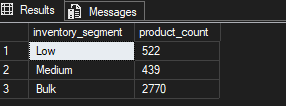 Results Messages
inventory_segment product_count
1 Low 522
2 Medium 439
3 Bulk 2770